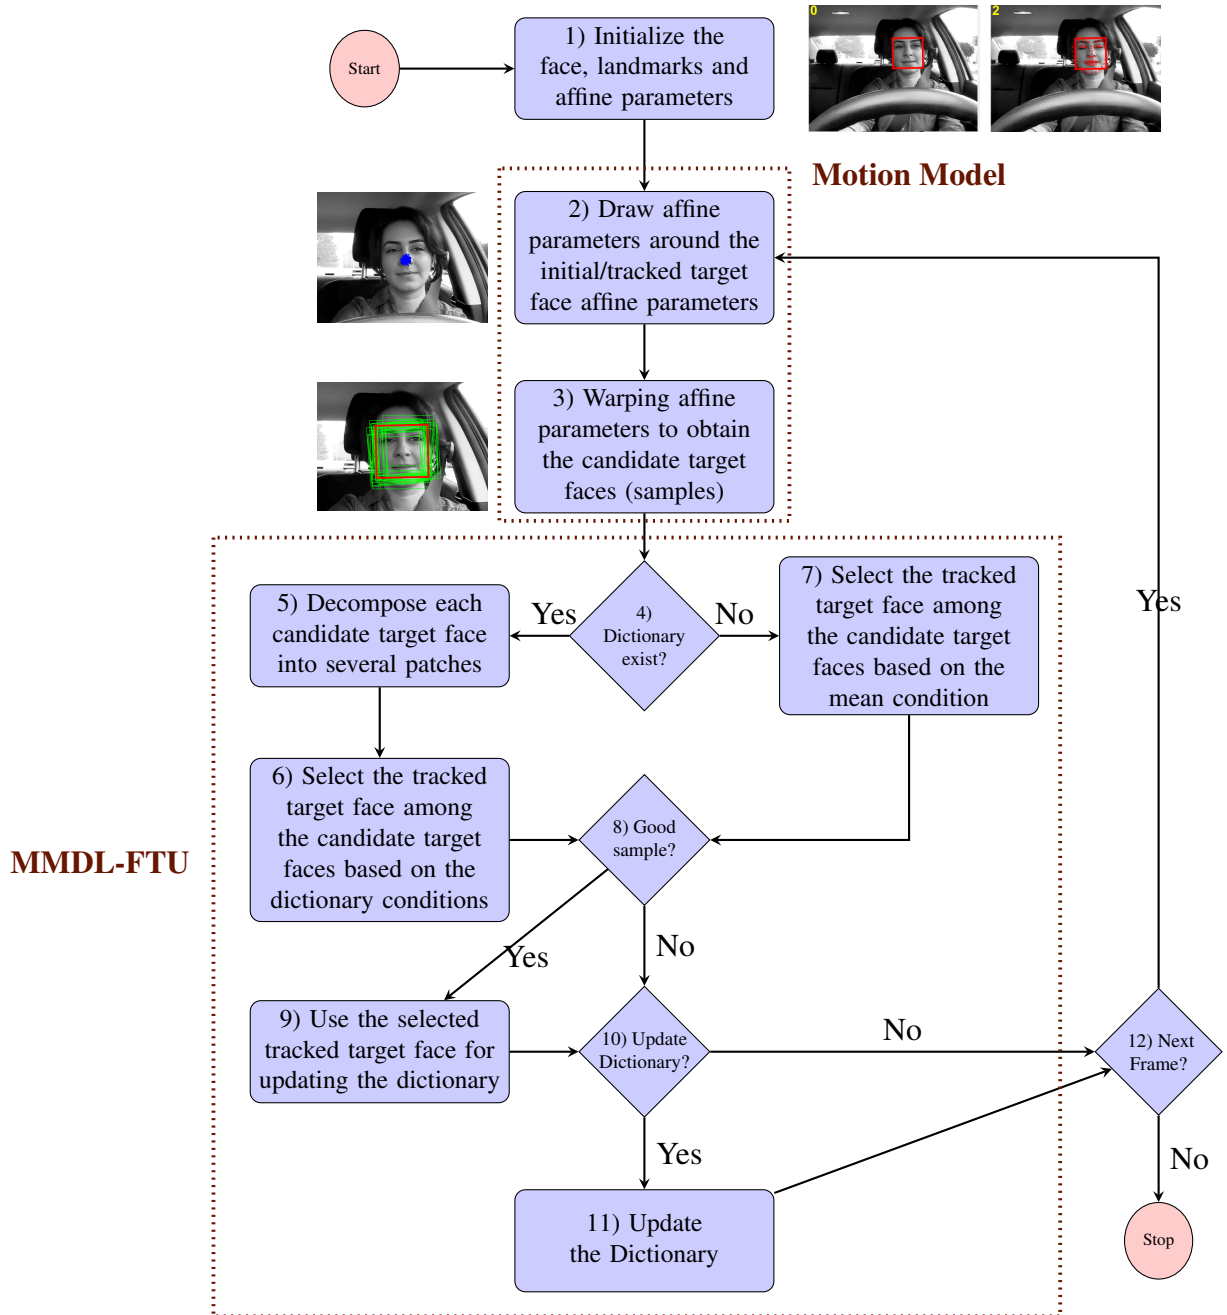 Start
1) Initialize the
face, landmarks and
affine parameters
0
2
Motion Model
2) Draw affine
parameters around the
initial/tracked target
face affine parameters
3) Warping affine
parameters to obtain
the candidate target
faces (samples)
4)
Dictionary
exist?
Yes
No
5) Decompose each
candidate target face
into several patches
7) Select the tracked
target face among
the candidate target
faces based on the
mean condition
Yes
6) Select the tracked
target face among
the candidate target
faces based on the
dictionary conditions
8) Good
sample?
MMDL-FTU
Yes
No
9) Use the selected
tracked target face for
updating the dictionary
10) Update
Dictionary?
No
12) Next
Frame?
Yes
No
11) Update
the Dictionary
Stop